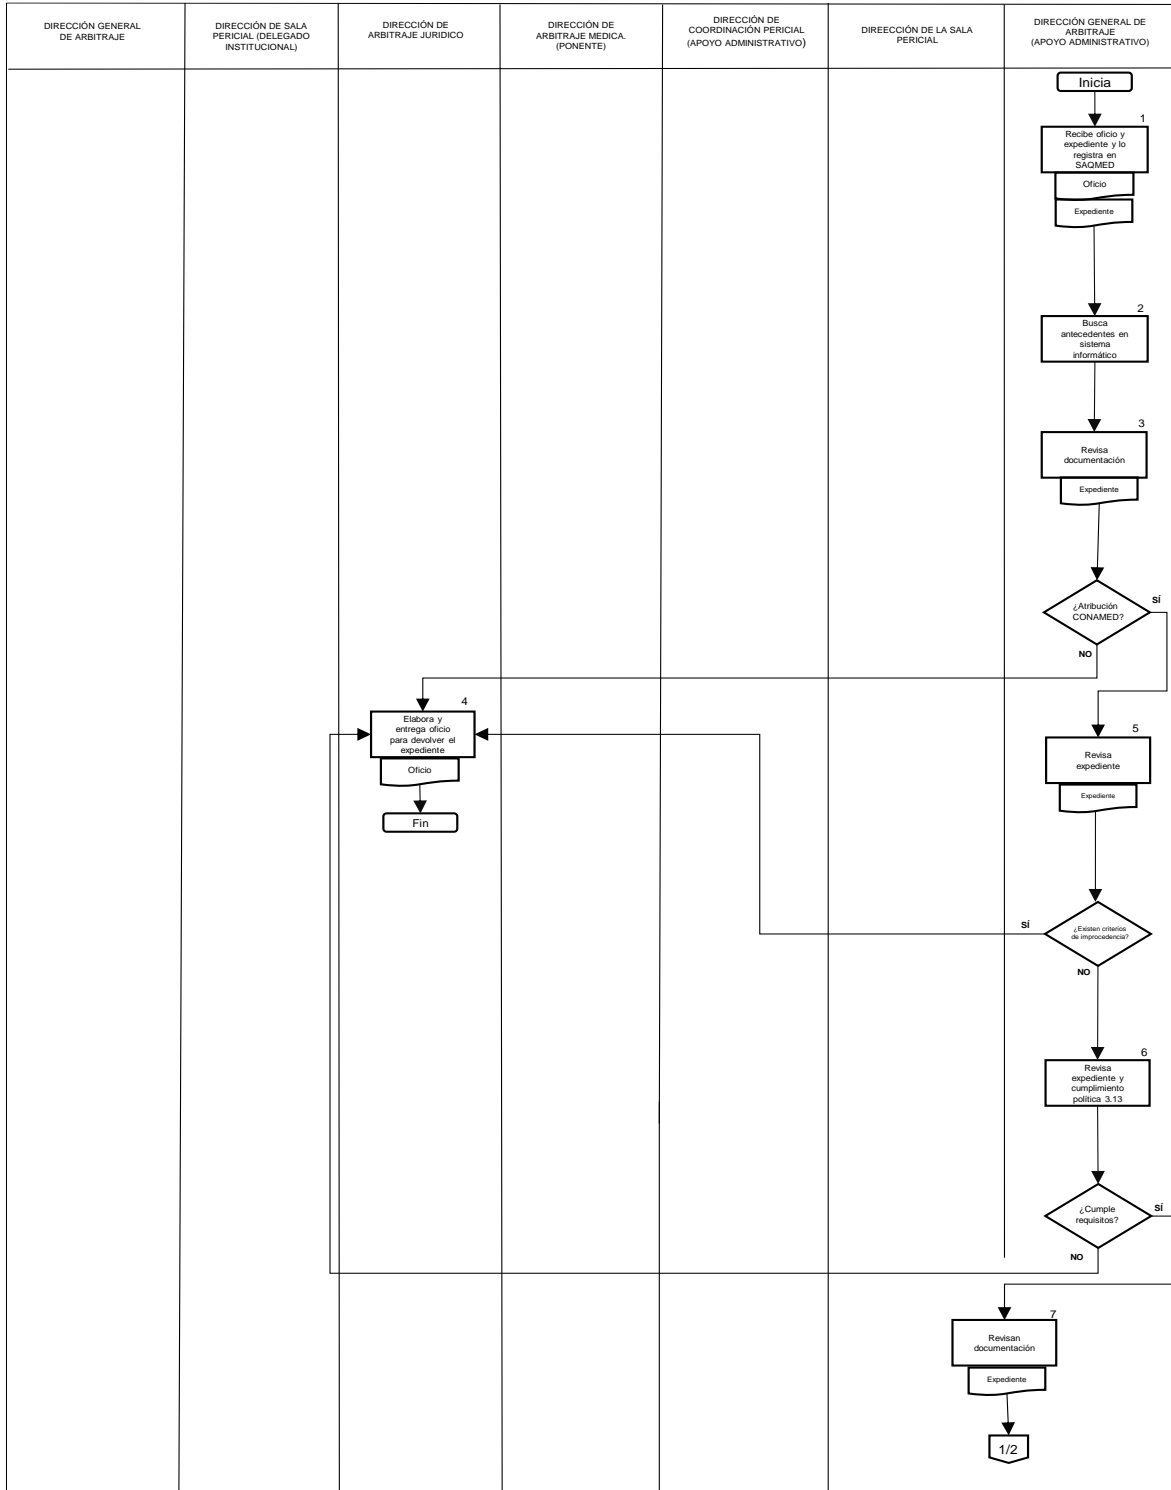 DIRECCIÓN GENERAL
DE ARBITRAJE
DIRECCIÓN DE SALA
PERICIAL (DELEGADO
INSTITUCIONAL)
DIRECCIÓN DE
ARBITRAJE JURIDICO
DIRECCIÓN DE
ARBITRAJE MEDICA.
(PONENTE)
DIRECCIÓN DE
COORDINACIÓN PERICIAL
(APOYO ADMINISTRATIVO)
DIREECCIÓN DE LA SALA
PERICIAL
DIRECCIÓN GENERAL DE
ARBITRAJE
(APOYO ADMINISTRATIVO)
Inicia
1
Recibe oficio y
expediente y lo
registra en
SAQMED
Oficio
Expediente
2
Busca
antecedentes en
sistema
informático
3
Revisa
documentación
Expediente
¿Atribución
CONAMED?
SÍ
NO
4
Elabora y
entrega oficio
para devolver el
expediente
Oficio
Fin
5
Revisa
expediente
Expediente
¿Existen criterios
de improcedencia?
SÍ
NO
6
Revisa
expediente y
cumplimiento
política 3.13
¿Cumple
requisitos?
SÍ
NO
7
Revisan
documentación
Expediente
1/2